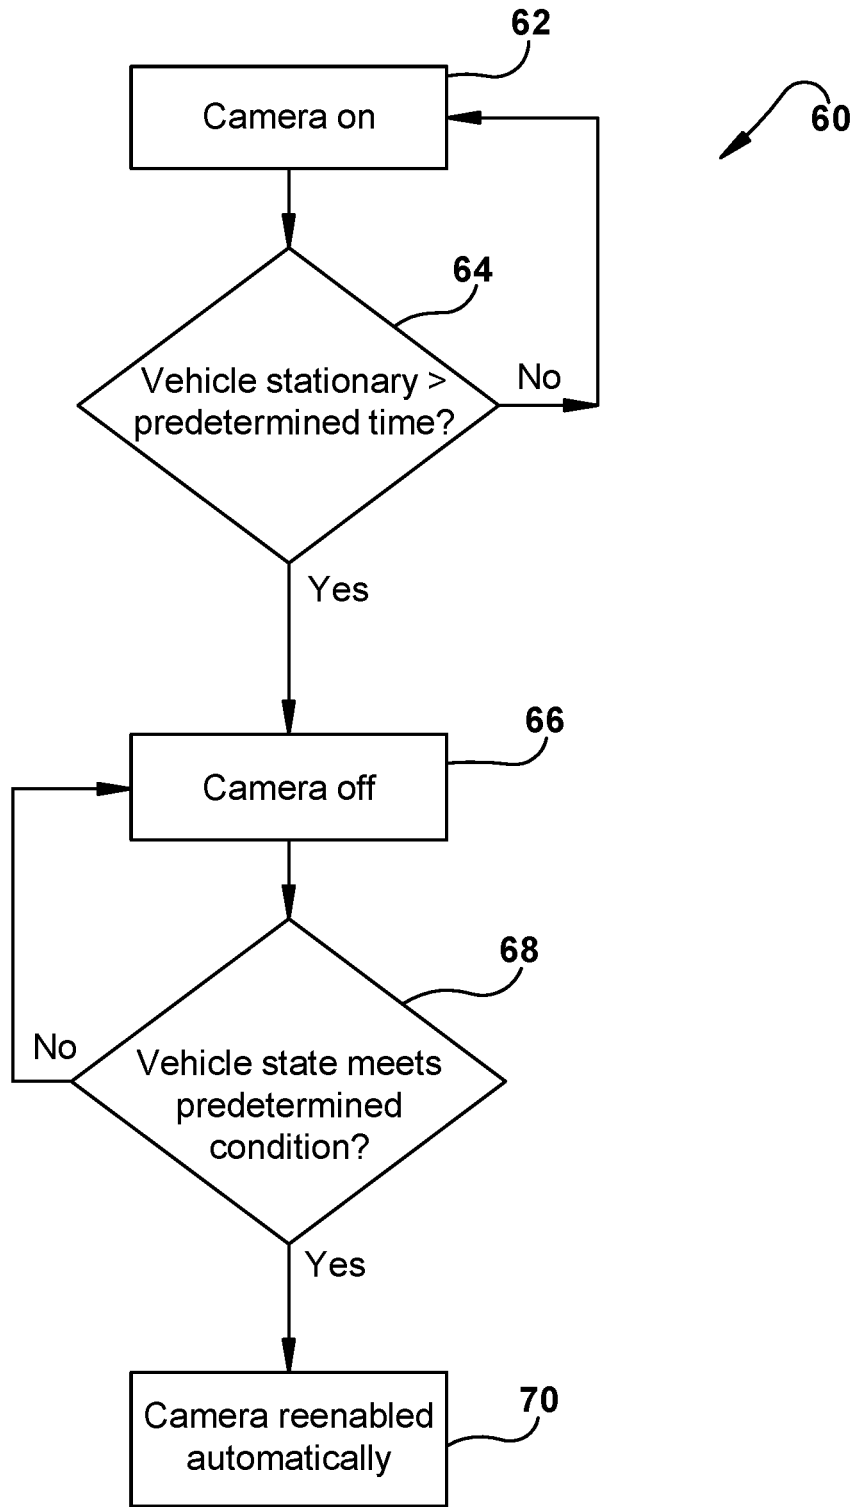 62
Camera on
60
64
Vehicle stationary >
predetermined time?
No
Yes
66
Camera off
68
No
Vehicle state meets
predetermined
condition?
Yes
70
Camera reenabled
automatically